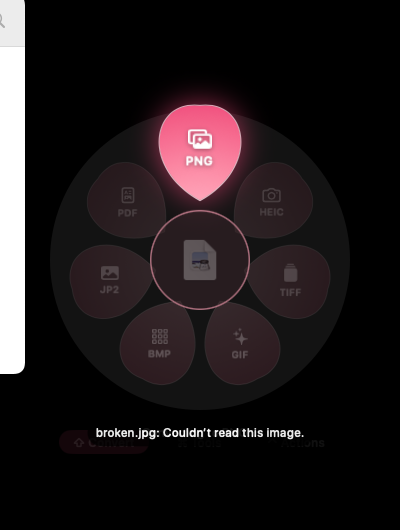 PNG
PDF
HEIC
JP2
TIFF
BMP
GIF
broken.jpg: Couldn't read this image.